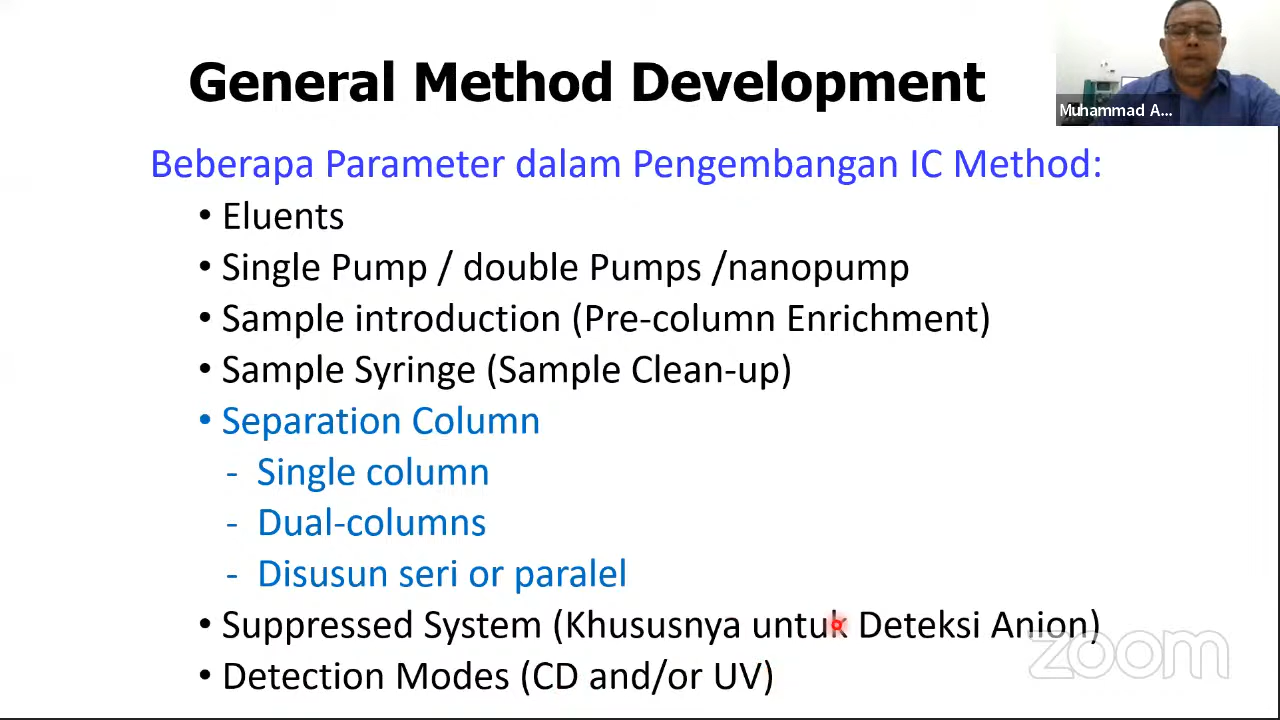 General Method Development
Muhammad A...
Beberapa Parameter dalam Pengembangan IC Method:
• Eluents
• Single Pump / double Pumps /nanopump
• Sample introduction (Pre-column Enrichment)
• Sample Syringe (Sample Clean-up)
• Separation Column
- Single column
- Dual-columns
- Disusun seri or paralel
• Suppressed System (Khususnya untuk Deteksi Anion)
• Detection Modes (CD and/or UV)
zoom